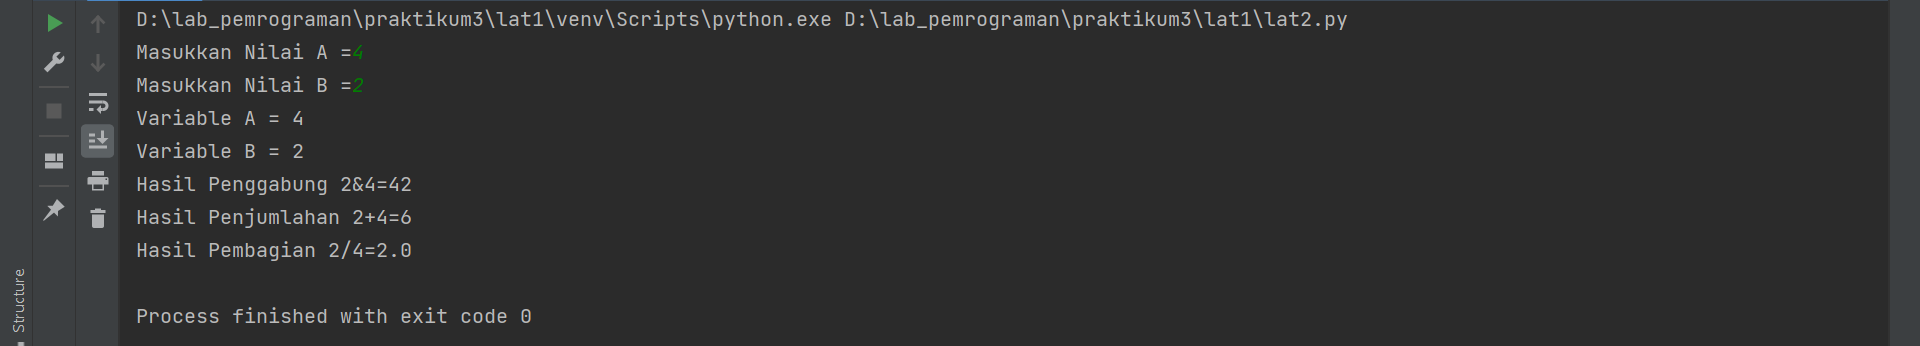 D:\lab_pemrograman\praktikum3\lat1\venv\Scripts\python.exe D:\lab_pemrograman\praktikum3\lat1\lat2.py
Masukkan Nilai A =4
Masukkan Nilai B =2
Variable A = 4
Variable B = 2
Hasil Penggabung 2&4=42
Hasil Penjumlahan 2+4=6
Hasil Pembagian 2/4=2.0
Process finished with exit code 0
Structure